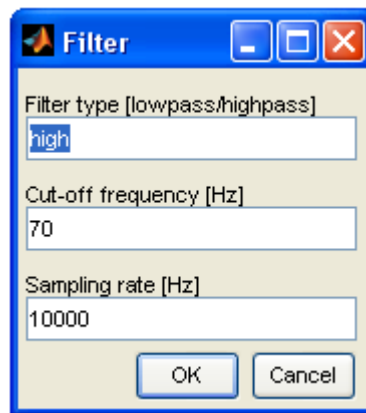 Filter
Filter type [lowpass/highpass]
high
Cut-off frequency [Hz]
70
Sampling rate [Hz]
10000
OK Cancel